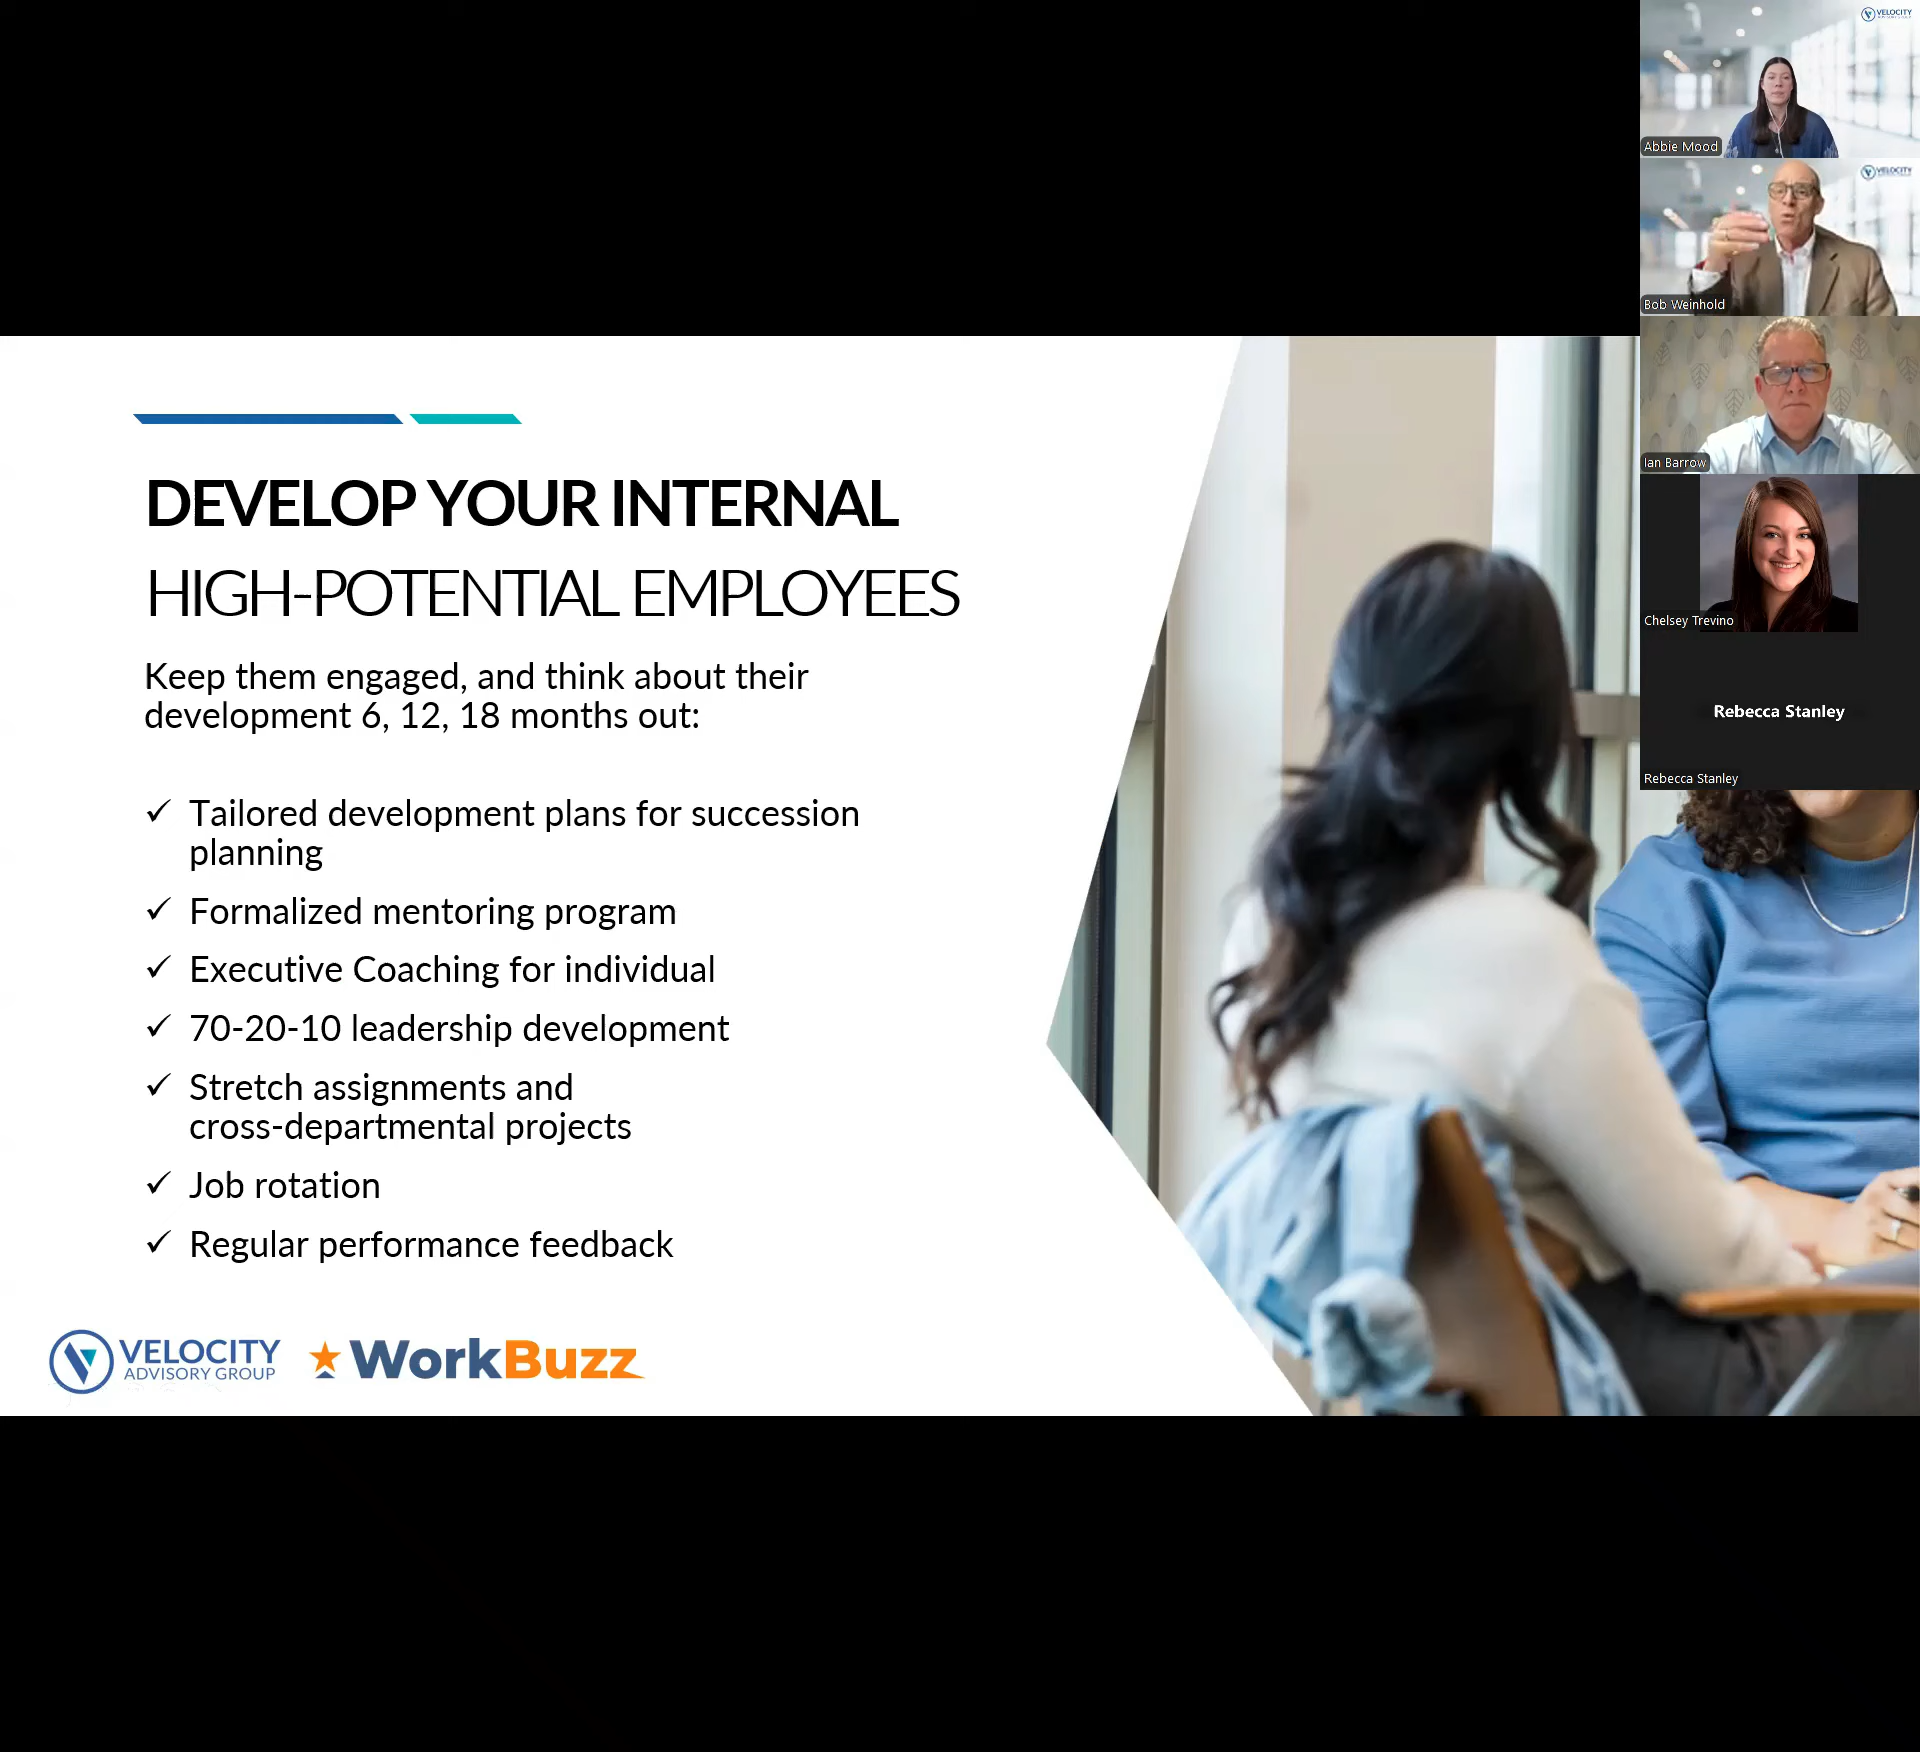 VELOCITY
Abbie Mood
VELOCITY
Bob Weinhold
Ian Barrow
Chelsey Trevino
Rebecca Stanley
Rebecca Stanley
DEVELOP YOUR INTERNAL
HIGH-POTENTIAL EMPLOYEES
Keep them engaged, and think about their
development 6, 12, 18 months out:
✓ Tailored development plans for succession
planning
✓ Formalized mentoring program
✓ Executive Coaching for individual
✓ 70-20-10 leadership development
✓ Stretch assignments and
cross-departmental projects
✓ Job rotation
✓ Regular performance feedback
VELOCITY
ADVISORY GROUP
WorkBuzz